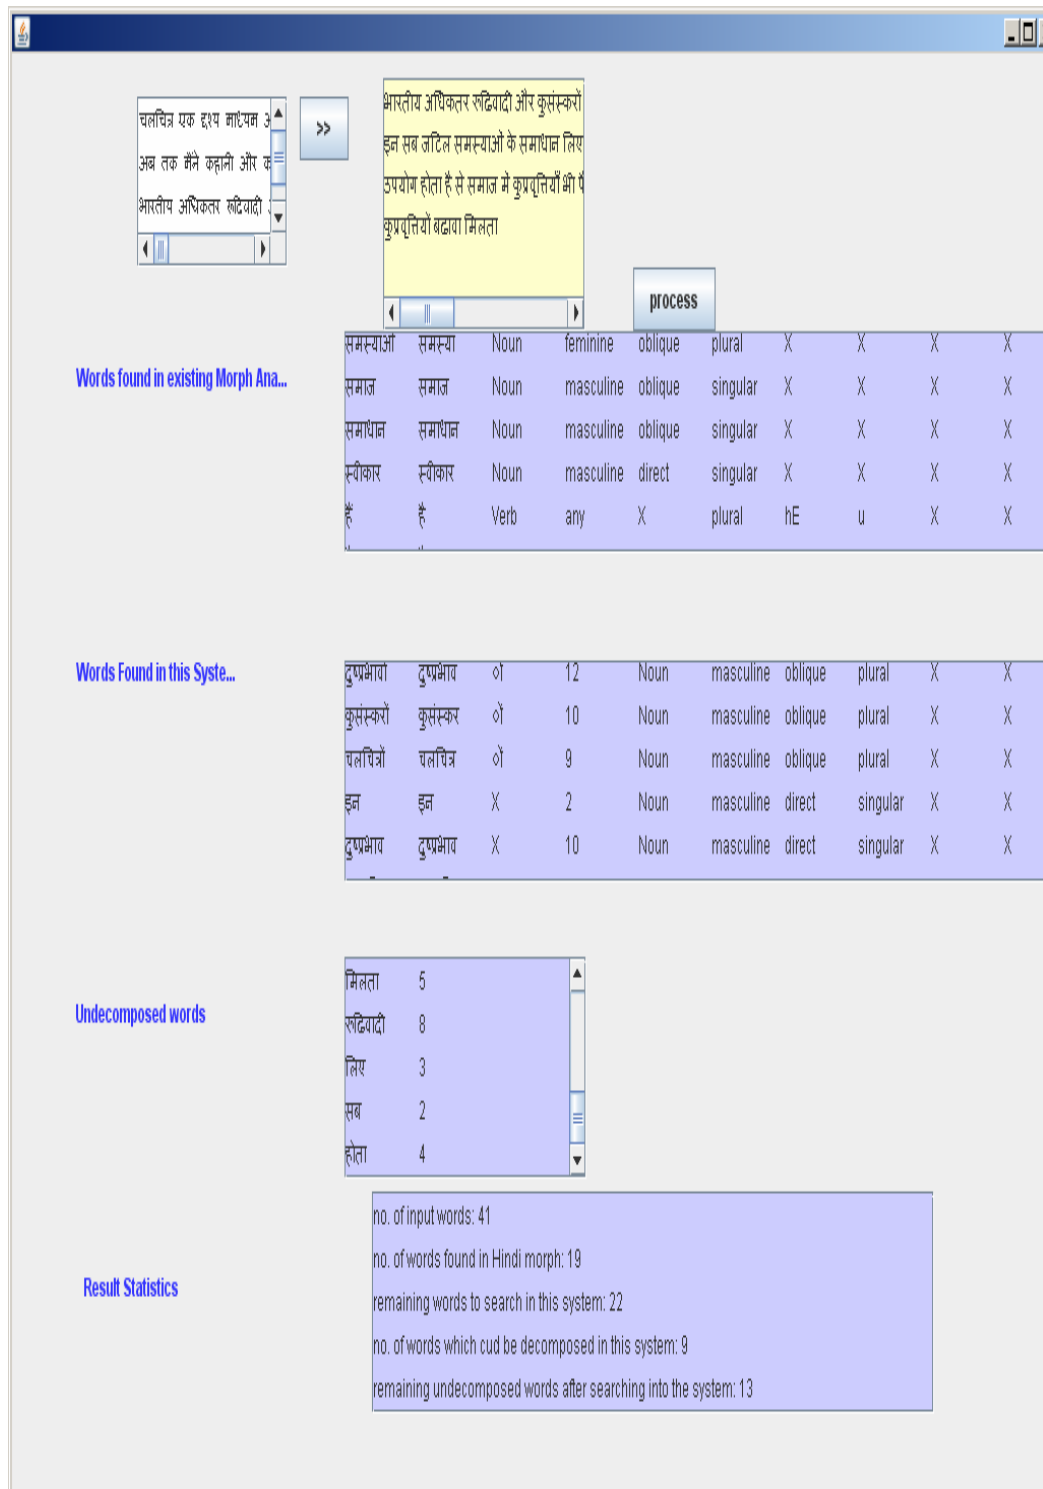 चलचित्र एक दृश्य माध्यम
अब तक मैंने कहानी और
भारतीय अधिकतर रूढिवादी
>>
भारतीय अधिकतर रूढिवादी और कुसंस्करों
इन सब जटिल समस्याओं के समाधान लिए
उपयोग होता है से समाज में कुप्रवृत्तियाँ भी
कुप्रवृत्तियों बढावा मिलता
process
Words found in existing Morph Ana...
समस्याओं समस्या Noun feminine oblique plural X X X X
समाज समाज Noun masculine oblique singular X X X X
समाधान समाधान Noun masculine oblique singular X X X X
स्वीकार स्वीकार Noun masculine direct singular X X X X
हैं है Verb any X plural hE u X X
Words Found in this Syste...
दुष्प्रभावों दुष्प्रभाव ों 12 Noun masculine oblique plural X X
कुसंस्करों कुसंस्कर ों 10 Noun masculine oblique plural X X
चलचित्रों चलचित्र ों 9 Noun masculine oblique plural X X
इन इन X 2 Noun masculine direct singular X X
दुष्प्रभाव दुष्प्रभाव X 10 Noun masculine direct singular X X
Undecomposed words
मिलता 5
रूढिवादी 8
लिए 3
सब 2
होता 4
Result Statistics
no. of input words: 41
no. of words found in Hindi morph: 19
remaining words to search in this system: 22
no. of words which cud be decomposed in this system: 9
remaining undecomposed words after searching into the system: 13